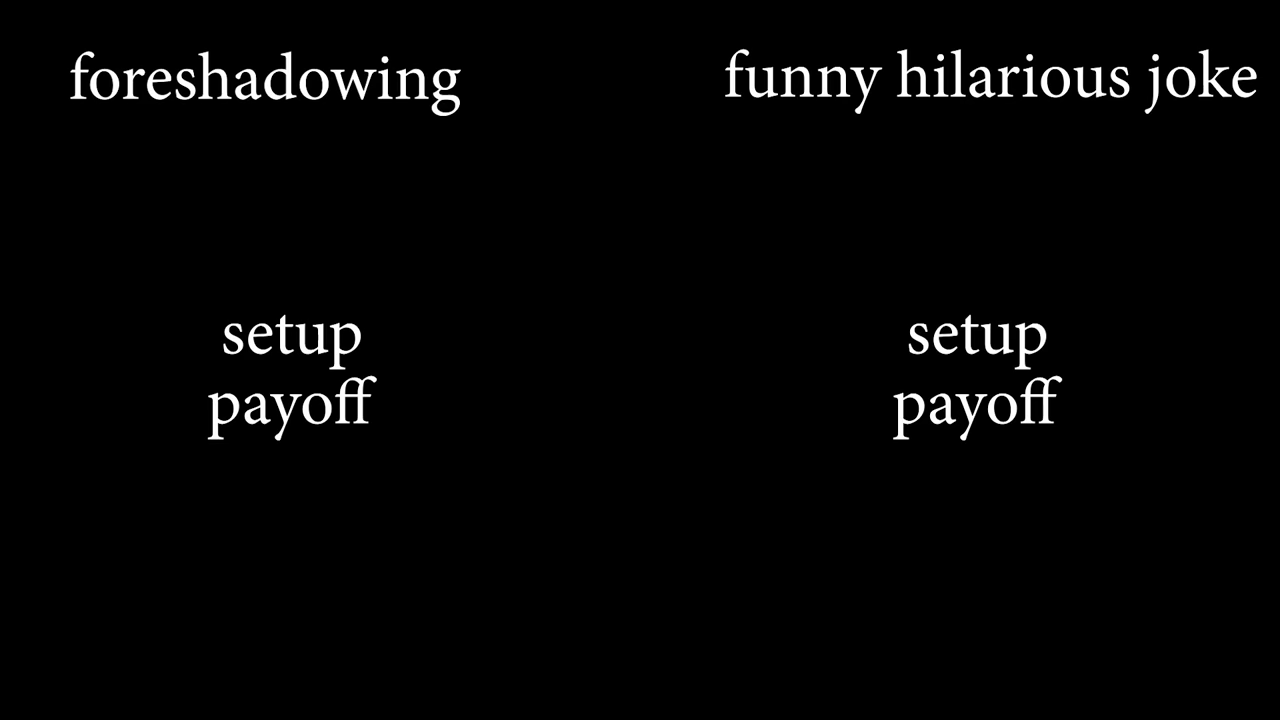 foreshadowing
funny hilarious joke
setup
payoff
setup
payoff